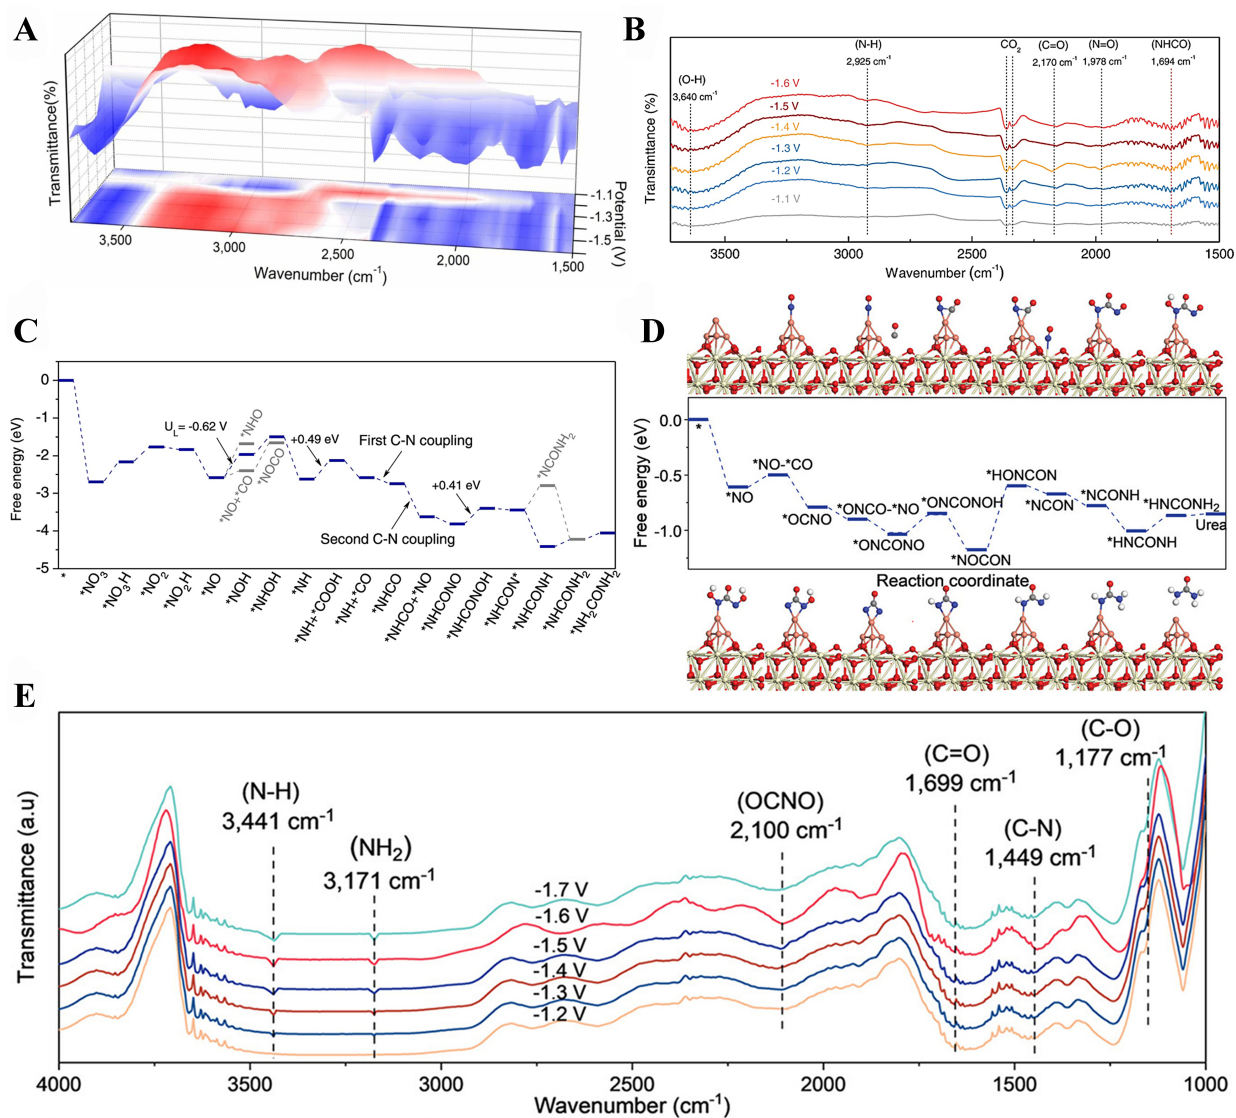 A
Transmittance(%)
3,500
3,000
2,500
2,000
1,500
Wavenumber (cm-1)
-1.1
-1.3
-1.5
Potential (V)
B
(O-H)
3,640 cm-1
(N-H)
2,925 cm-1
CO2
(C=O)
2,170 cm-1
(N=O)
1,978 cm-1
(NHCO)
1,694 cm-1
-1.6 V
-1.5 V
-1.4 V
-1.3 V
-1.2 V
-1.1 V
Transimittance (%)
3500
3000
2500
2000
1500
Wavenumber (cm-1)
C
Free energy (eV)
0
-1
-2
-3
-4
-5
UL= -0.62 V
*NHO
*NO+*CO
*NOCO
+0.49 eV
First C-N coupling
Second C-N coupling
+0.41 eV
*NCONH2
*
*NO3
*NO3H
*NO2
*NO2H
*NO
*NOH
*NHOH
*NH
*NH+*COOH
*NH+*CO
*NHCO
*NHCO+*NO
*NHCONO
*NHCONOH
*NHCON*
*NHCONH
*NHCONH2
*NH2CONH2
D
Free energy (eV)
0.0
-0.5
-1.0
*
*NO
*NO-*CO
*OCNO
*ONCO-*NO
*ONCONO
*ONCONOH
*NOCON
*HONCON
*NCON
*NCONH
*HNCONH
*HNCONH2
Urea
Reaction coordinate
E
Transmittance (a.u)
(N-H)
3,441 cm-1
(NH2)
3,171 cm-1
(OCNO)
2,100 cm-1
(C=O)
1,699 cm-1
(C-N)
1,449 cm-1
(C-O)
1,177 cm-1
-1.7 V
-1.6 V
-1.5 V
-1.4 V
-1.3 V
-1.2 V
4000
3500
3000
2500
2000
1500
1000
Wavenumber (cm-1)